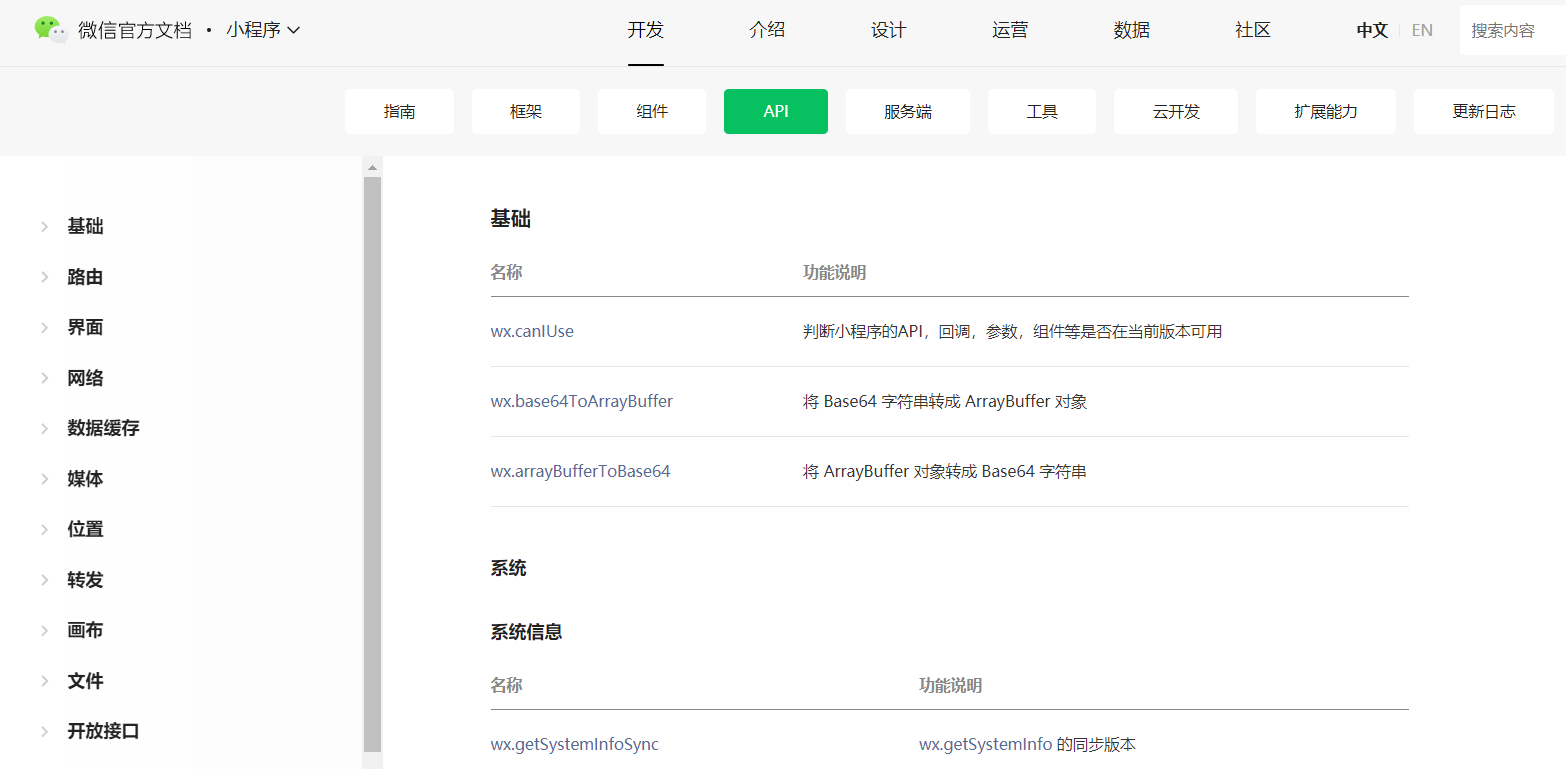 微信官方文档 • 小程序 开发 介绍 设计 运营 数据 社区 中文 EN 搜索内容
指南 框架 组件 API 服务端 工具 云开发 扩展能力 更新日志
基础
路由
界面
网络
数据缓存
媒体
位置
转发
画布
文件
开放接口
基础
名称 功能说明
wx.canIUse 判断小程序的API，回调，参数，组件等是否在当前版本可用
wx.base64ToArrayBuffer 将 Base64 字符串转成 ArrayBuffer 对象
wx.arrayBufferToBase64 将 ArrayBuffer 对象转成 Base64 字符串
系统
系统信息
名称 功能说明
wx.getSystemInfoSync wx.getSystemInfo 的同步版本